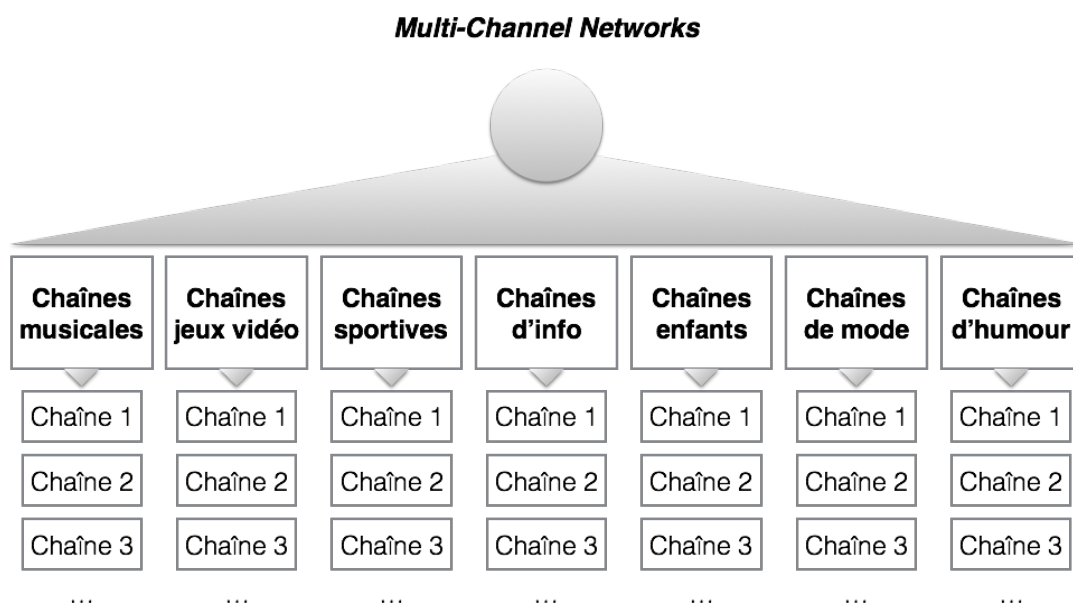 Multi-Channel Networks
Chaînes musicales
Chaînes jeux vidéo
Chaînes sportives
Chaînes d’info
Chaînes enfants
Chaînes de mode
Chaînes d’humour
Chaîne 1
Chaîne 1
Chaîne 1
Chaîne 1
Chaîne 1
Chaîne 1
Chaîne 1
Chaîne 2
Chaîne 2
Chaîne 2
Chaîne 2
Chaîne 2
Chaîne 2
Chaîne 2
Chaîne 3
Chaîne 3
Chaîne 3
Chaîne 3
Chaîne 3
Chaîne 3
Chaîne 3
... ... ... ... ... ... ...